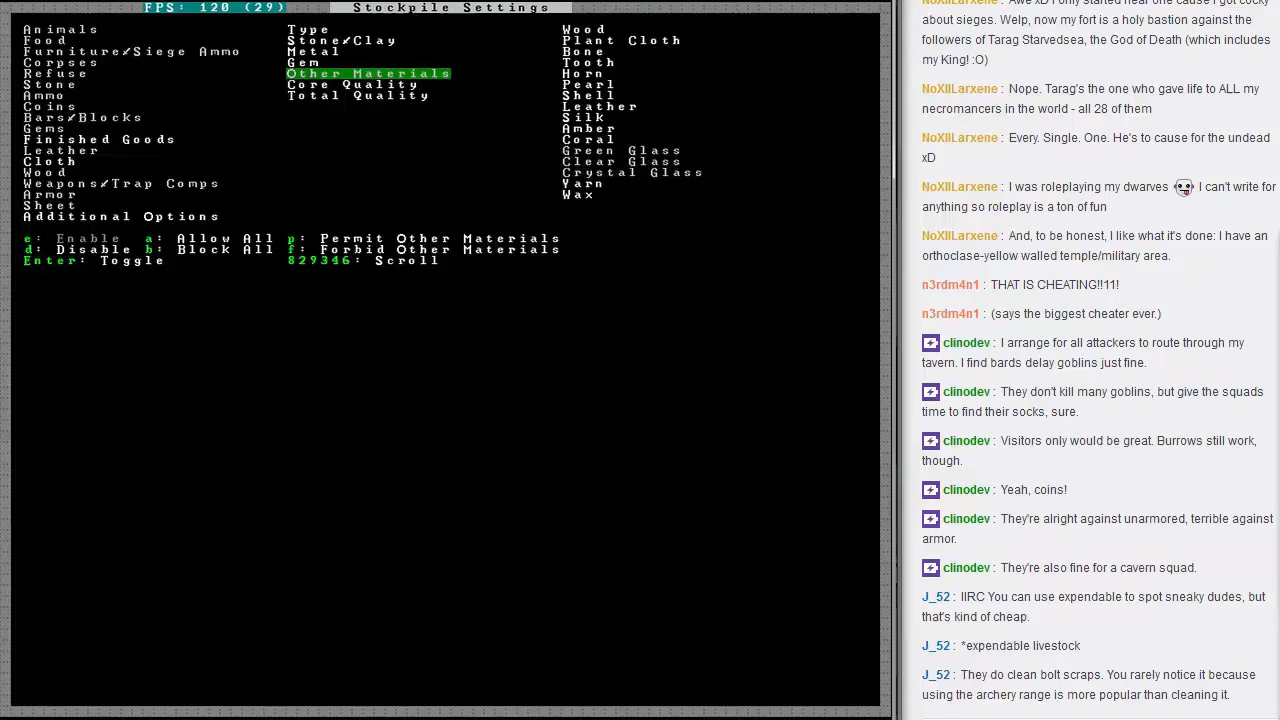 FPS: 120 (29)
Stockpile Settings
Animals
Food
Furniture/Siege Ammo
Corpses
Refuse
Stone
Ammo
Coins
Bars/Blocks
Gems
Finished Goods
Leather
Cloth
Wood
Weapons/Trap Comps
Armor
Sheet
Additional Options
Type
Stone/Clay
Metal
Gem
Other Materials
Core Quality
Total Quality
Wood
Plant Cloth
Bone
Tooth
Horn
Pearl
Shell
Leather
Silk
Amber
Coral
Green Glass
Clear Glass
Crystal Glass
Yarn
Wax
e: Enable a: Allow All p: Permit Other Materials
d: Disable b: Block All f: Forbid Other Materials
Enter: Toggle 829346: Scroll
about sieges. Welp, now my fort is a holy bastion against the
followers of Tarag Starvedsea, the God of Death (which includes
my King! :O)
NoXIILarxene : Nope. Tarag's the one who gave life to ALL my
necromancers in the world - all 28 of them
NoXIILarxene : Every. Single. One. He's to cause for the undead
xD
NoXIILarxene : I was roleplaying my dwarves I can't write for
anything so roleplay is a ton of fun
NoXIILarxene : And, to be honest, I like what it's done: I have an
orthoclase-yellow walled temple/military area.
n3rdm4n1 : THAT IS CHEATING!!11!
n3rdm4n1 : (says the biggest cheater ever.)
clinodev : I arrange for all attackers to route through my
tavern. I find bards delay goblins just fine.
clinodev : They don't kill many goblins, but give the squads
time to find their socks, sure.
clinodev : Visitors only would be great. Burrows still work,
though.
clinodev : Yeah, coins!
clinodev : They're alright against unarmored, terrible against
armor.
clinodev : They're also fine for a cavern squad.
J_52 : IIRC You can use expendable to spot sneaky dudes, but
that's kind of cheap.
J_52 : *expendable livestock
J_52 : They do clean bolt scraps. You rarely notice it because
using the archery range is more popular than cleaning it.